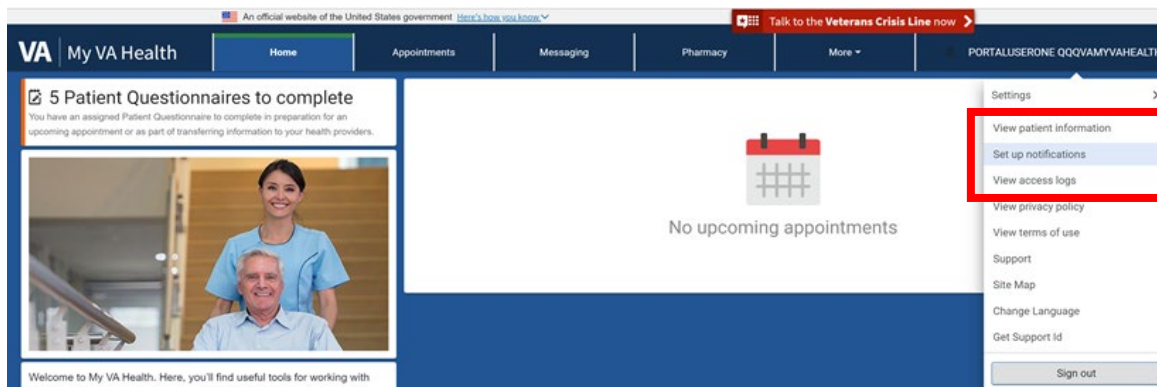 An official website of the United States government Here's how you know
Talk to the Veterans Crisis Line now
VA My VA Health
Home
Appointments
Messaging
Pharmacy
More
PORTALUSERONE QQQVAMYVAHEALTH
5 Patient Questionnaires to complete
You have an assigned Patient Questionnaire to complete in preparation for an
upcoming appointment or as part of transferring information to your health providers.
No upcoming appointments
Welcome to My VA Health. Here, you'll find useful tools for working with
Settings
View patient information
Set up notifications
View access logs
View privacy policy
View terms of use
Support
Site Map
Change Language
Get Support Id
Sign out